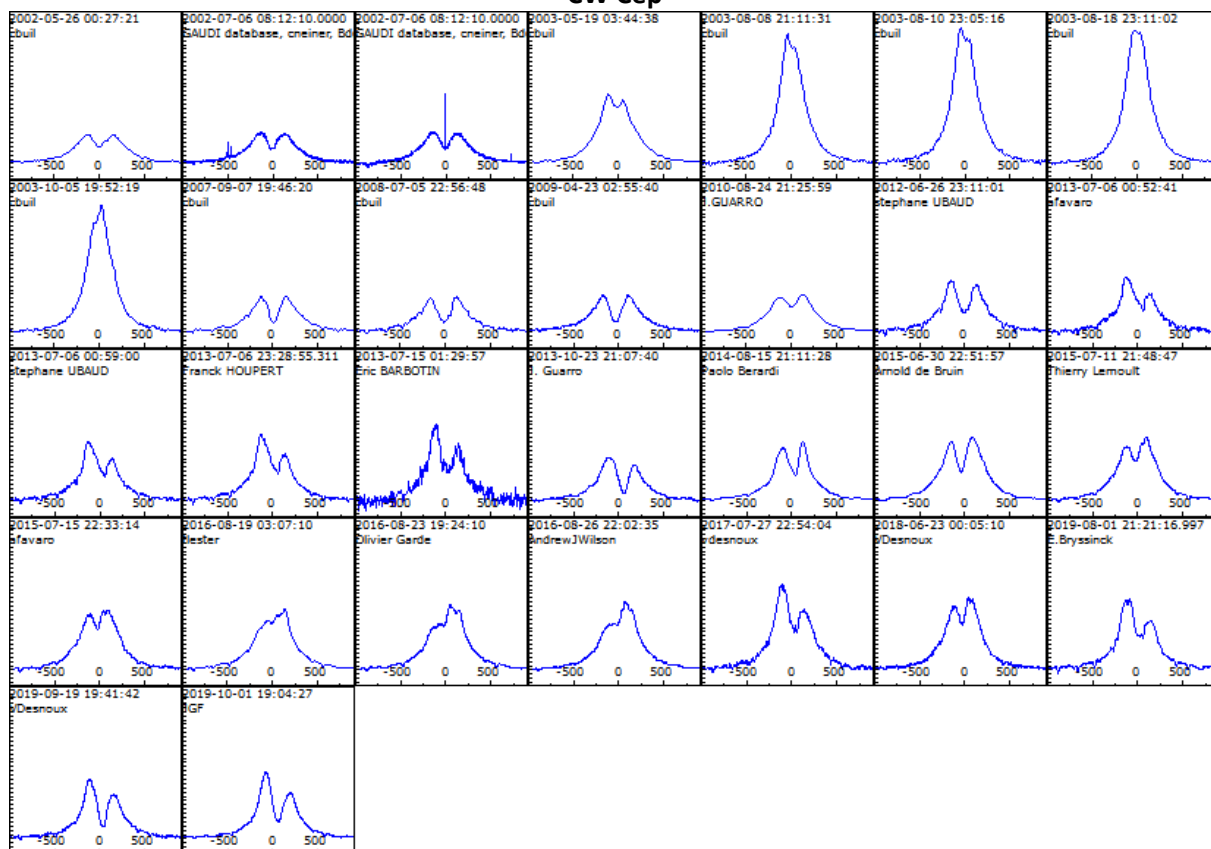 CW Cep
2002-05-26 00:27:21
cbuil
-500 0 500
2002-07-06 08:12:10.0000
GAUDI database, cneiner, Bde
-500 0 500
2002-07-06 08:12:10.0000
GAUDI database, cneiner, Bde
-500 0 500
2003-05-19 03:44:38
cbuil
-500 0 500
2003-08-08 21:11:31
cbuil
-500 0 500
2003-08-10 23:05:16
cbuil
-500 0 500
2003-08-18 23:11:02
cbuil
-500 0 500
2003-10-05 19:52:19
cbuil
-500 0 500
2007-09-07 19:46:20
cbuil
-500 0 500
2008-07-05 22:56:48
cbuil
-500 0 500
2009-04-23 02:55:40
cbuil
-500 0 500
2010-08-24 21:25:59
J.GUARRO
-500 0 500
2012-06-26 23:11:01
stephane UBAUD
-500 0 500
2013-07-06 00:52:41
afavaro
-500 0 500
2013-07-06 00:59:00
stephane UBAUD
-500 0 500
2013-07-06 23:28:55.311
Franck HOUPERT
-500 0 500
2013-07-15 01:29:57
Eric BARBOTIN
-500 0 500
2013-10-23 21:07:40
J. Guarro
-500 0 500
2014-08-15 21:11:28
Paolo Berardi
-500 0 500
2015-06-30 22:51:57
Arnold de Bruin
-500 0 500
2015-07-11 21:48:47
Thierry Lemoult
-500 0 500
2015-07-15 22:33:14
afavaro
-500 0 500
2016-08-19 03:07:10
-500 0 500
2016-08-23 19:24:10
Olivier Garde
-500 0 500
2016-08-26 22:02:35
AndrewJWilson
-500 0 500
2017-07-27 22:54:04
vdesnoux
-500 0 500
2018-06-23 00:05:10
VDesnoux
-500 0 500
2019-08-01 21:21:16.997
E.Bryssinck
-500 0 500
2019-09-19 19:41:42
VDesnoux
-500 0 500
2019-10-01 19:04:27
JGF
-500 0 500